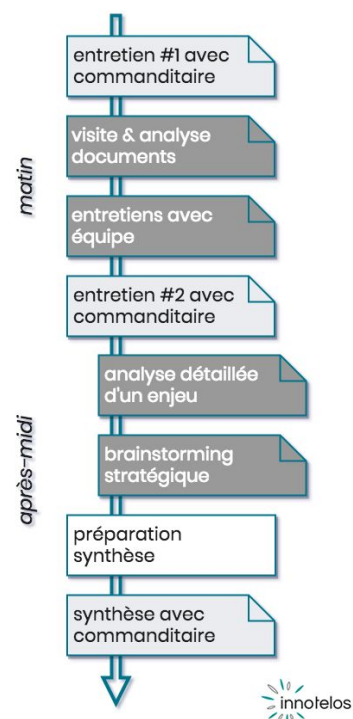 entretien #1 avec
commanditaire
matin
visite & analyse
documents
entretiens avec
équipe
entretien #2 avec
commanditaire
après-midi
analyse détaillée
d'un enjeu
brainstorming
stratégique
préparation
synthèse
synthèse avec
commanditaire
innotelos